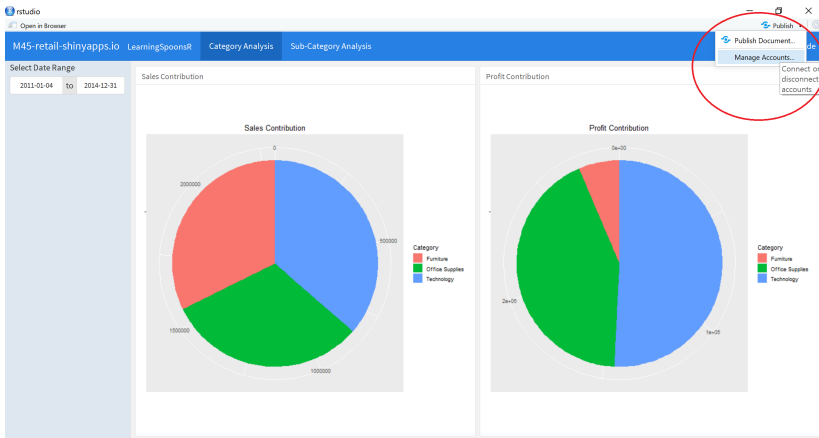 rstudio
Open in Browser
Publish
M45-retail-shinyapps.io LearningSpoonsR Category Analysis Sub-Category Analysis
Publish Document...
Manage Accounts...
Connect or
disconnect
accounts
Select Date Range
2011-01-04 to 2014-12-31
Sales Contribution
Sales Contribution
0
500000
1000000
1500000
2000000
Category
Furniture
Office Supplies
Technology
Profit Contribution
Profit Contribution
0e+00
1e+05
2e+05
Category
Furniture
Office Supplies
Technology